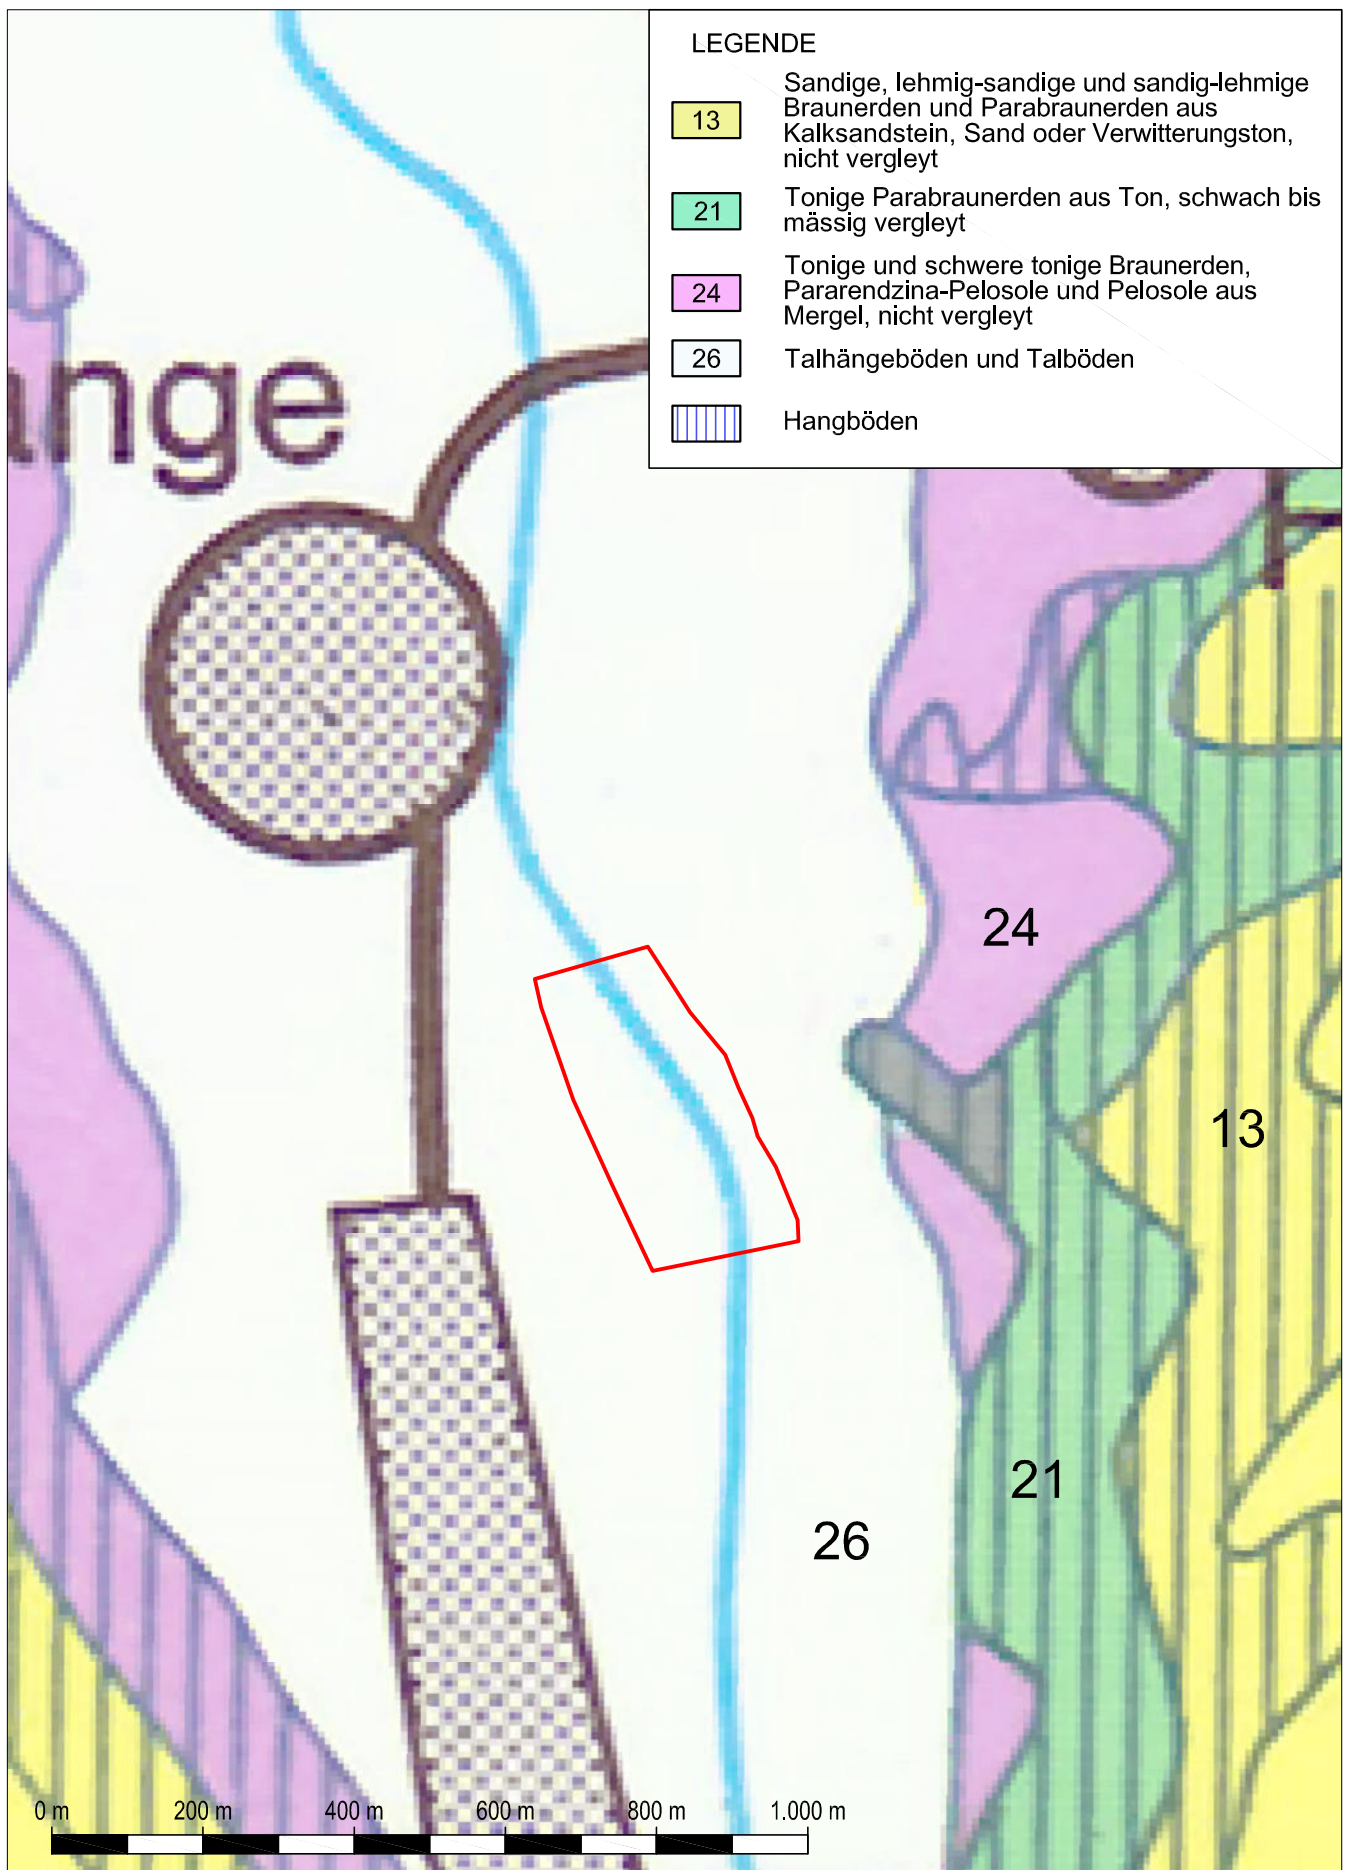 LEGENDE
13
Sandige, lehmig-sandige und sandig-lehmige
Braunerden und Parabraunerden aus
Kalksandstein, Sand oder Verwitterungston,
nicht vergleyt
21
Tonige Parabraunerden aus Ton, schwach bis
mässig vergleyt
24
Tonige und schwere tonige Braunerden,
Pararendzina-Pelosole und Pelosole aus
Mergel, nicht vergleyt
26
Talhängeböden und Talböden
Hangböden
ange
24
13
21
26
0 m
200 m
400 m
600 m
800 m
1.000 m